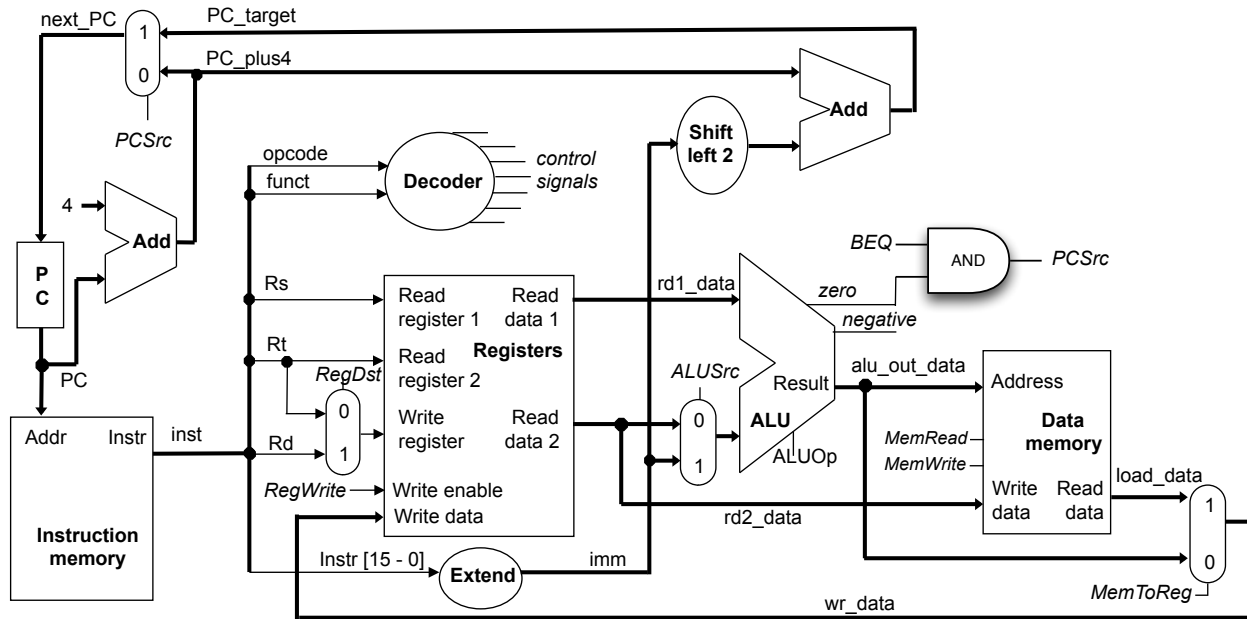 next_PC
PC_target
1
PC_plus4
0
PCSrc
Add
Shift
left 2
opcode
funct
Decoder
control
signals
4
Add
P
C
PC
BEQ
AND
PCSrc
zero
negative
Rs
Read
register 1
Read
data 1
rd1_data
Rt
Read
register 2
Registers
RegDst
0
1
Write
register
Read
data 2
Rd
RegWrite
Write enable
Write data
ALUSrc
0
1
Result
ALU
ALUOp
alu_out_data
Address
Data
memory
MemRead
MemWrite
Write
data
Read
data
load_data
1
0
MemToReg
rd2_data
Addr
Instr
inst
Instruction
memory
Instr [15 - 0]
Extend
imm
wr_data